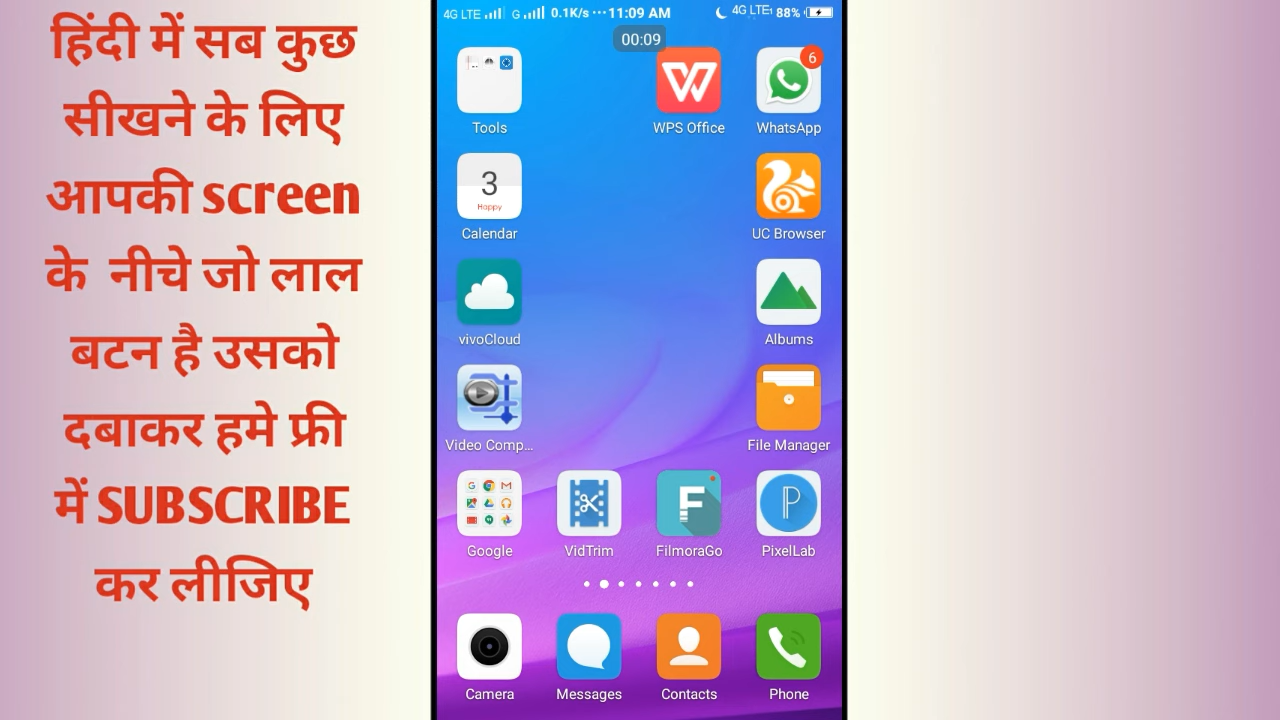 हिंदी में सब कुछ
सीखने के लिए
आपकी screen
के नीचे जो लाल
बटन है उसको
दबाकर हमे फ्री
में SUBSCRIBE
कर लीजिए
4G LTE G 0.1K/s ··· 11:09 AM 4G LTE 88%
00:09
6
Tools WPS Office WhatsApp
3
Happy
Calendar UC Browser
vivoCloud Albums
Video Comp... File Manager
Google VidTrim FilmoraGo PixelLab
Camera Messages Contacts Phone